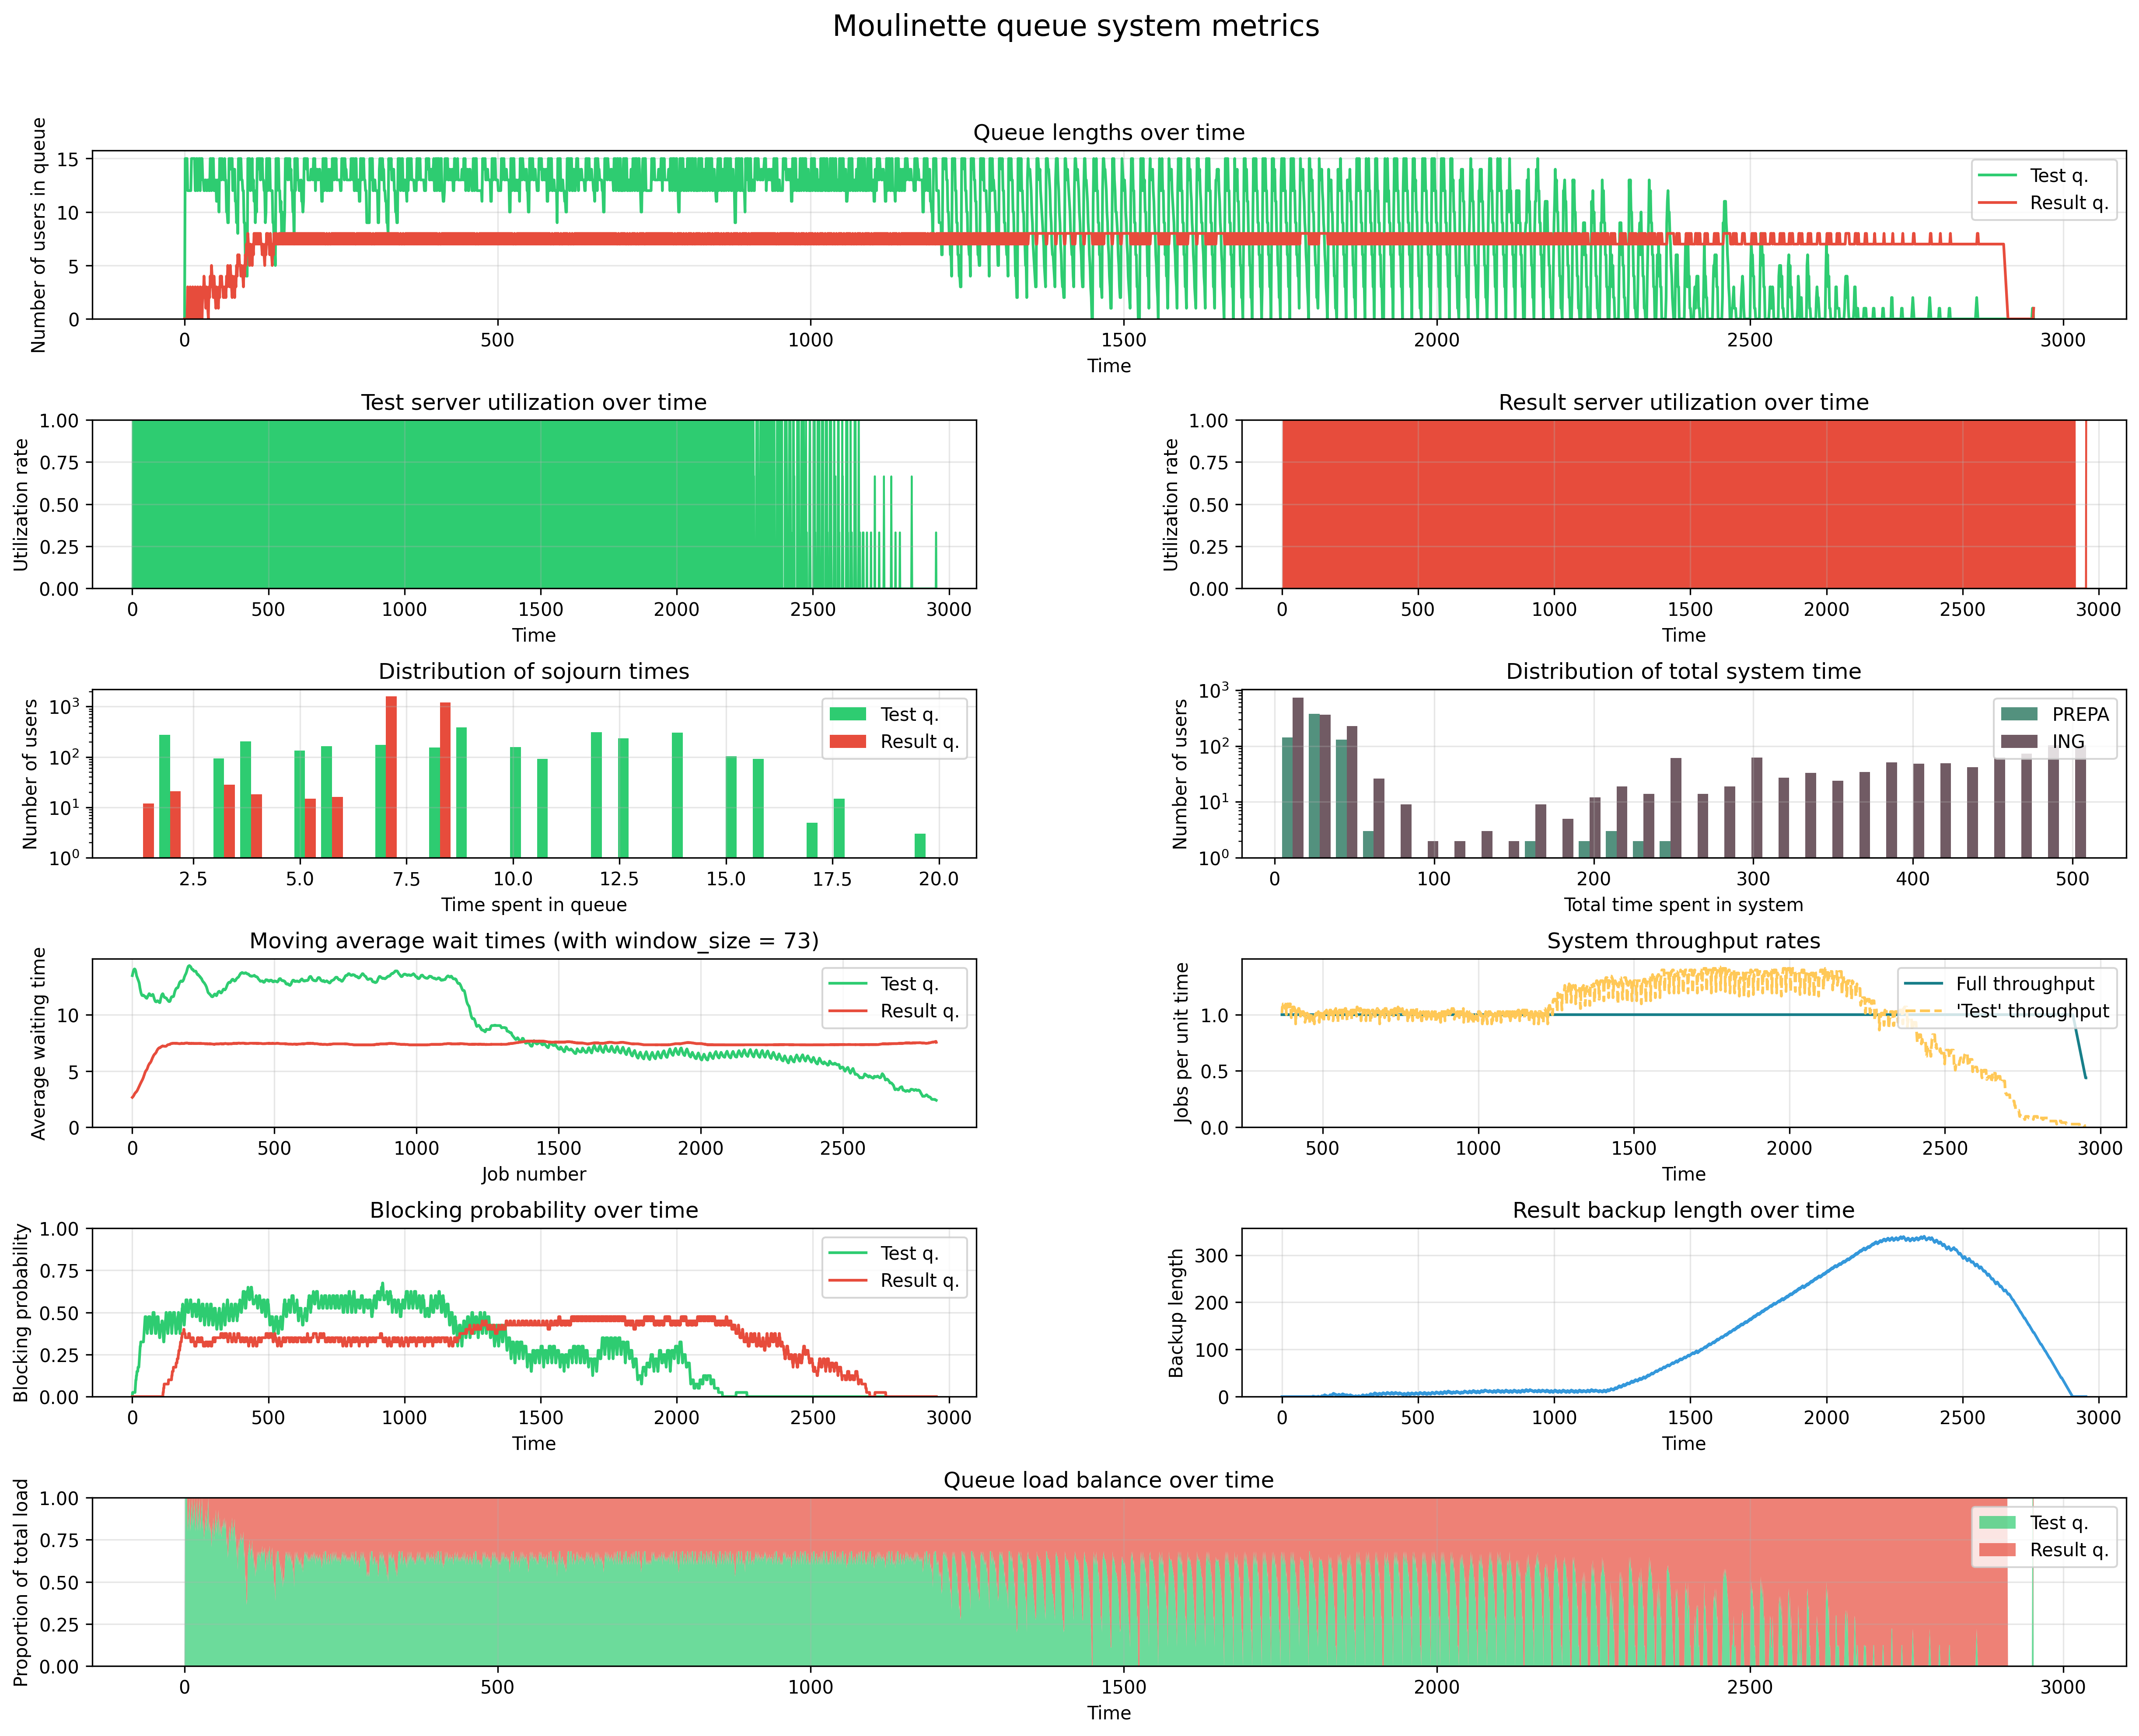 Moulinette queue system metrics
Queue lengths over time
Number of users in queue
15
10
5
0
Test q.
Result q.
0 500 1000 1500 2000 2500 3000
Time
Test server utilization over time
Utilization rate
1.00
0.75
0.50
0.25
0.00
0 500 1000 1500 2000 2500 3000
Time
Result server utilization over time
Utilization rate
1.00
0.75
0.50
0.25
0.00
0 500 1000 1500 2000 2500 3000
Time
Distribution of sojourn times
Number of users
10³
10²
10¹
10⁰
Test q.
Result q.
2.5 5.0 7.5 10.0 12.5 15.0 17.5 20.0
Time spent in queue
Distribution of total system time
Number of users
10³
10²
10¹
10⁰
PREPA
ING
0 100 200 300 400 500
Total time spent in system
Moving average wait times (with window_size = 73)
Average waiting time
10
5
0
Test q.
Result q.
0 500 1000 1500 2000 2500
Job number
System throughput rates
Jobs per unit time
1.0
0.5
0.0
Full throughput
'Test' throughput
500 1000 1500 2000 2500 3000
Time
Blocking probability over time
Blocking probability
1.00
0.75
0.50
0.25
0.00
Test q.
Result q.
0 500 1000 1500 2000 2500 3000
Time
Result backup length over time
Backup length
300
200
100
0
0 500 1000 1500 2000 2500 3000
Time
Queue load balance over time
Proportion of total load
1.00
0.75
0.50
0.25
0.00
Test q.
Result q.
0 500 1000 1500 2000 2500 3000
Time